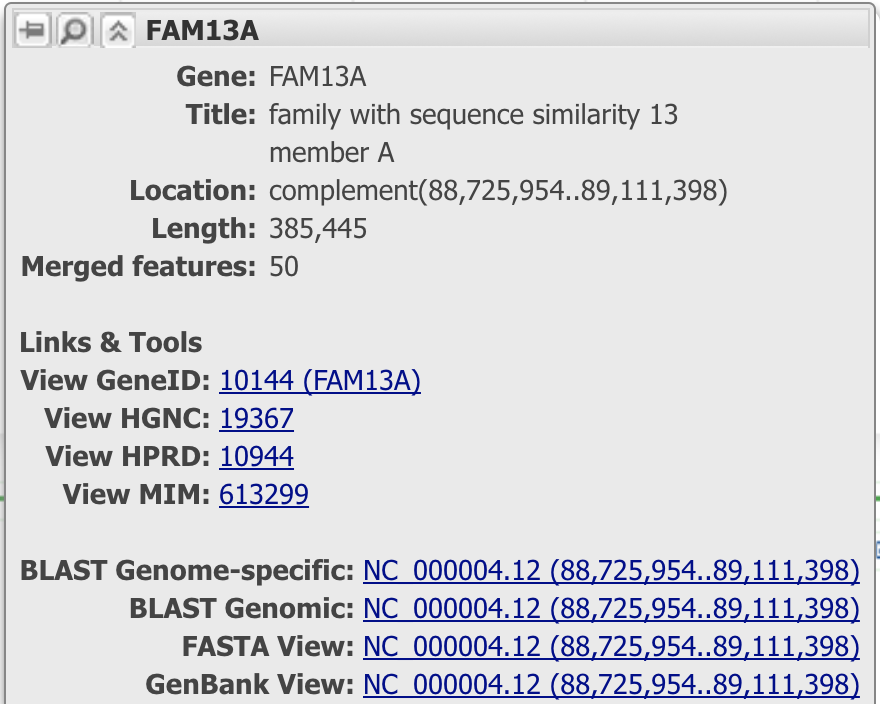 FAM13A
Gene: FAM13A
Title: family with sequence similarity 13
member A
Location: complement(88,725,954..89,111,398)
Length: 385,445
Merged features: 50
Links & Tools
View GeneID: 10144 (FAM13A)
View HGNC: 19367
View HPRD: 10944
View MIM: 613299
BLAST Genome-specific: NC_000004.12 (88,725,954..89,111,398)
BLAST Genomic: NC_000004.12 (88,725,954..89,111,398)
FASTA View: NC_000004.12 (88,725,954..89,111,398)
GenBank View: NC_000004.12 (88,725,954..89,111,398)